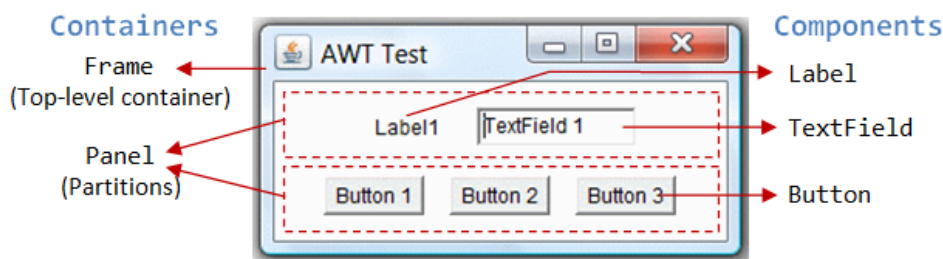 Containers
Components
Frame
(Top-level container)
AWT Test
Label
Label1
TextField 1
TextField
Panel
(Partitions)
Button 1
Button 2
Button 3
Button